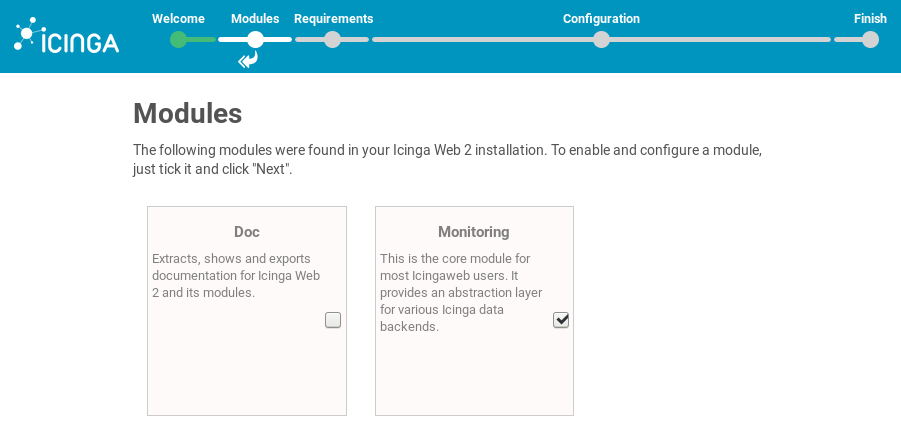 Welcome Modules Requirements Configuration Finish
ICINGA
Modules
The following modules were found in your Icinga Web 2 installation. To enable and configure a module,
just tick it and click "Next".
Doc
Extracts, shows and exports
documentation for Icinga Web
2 and its modules.
Monitoring
This is the core module for
most Icingaweb users. It
provides an abstraction layer
for various Icinga data
backends.